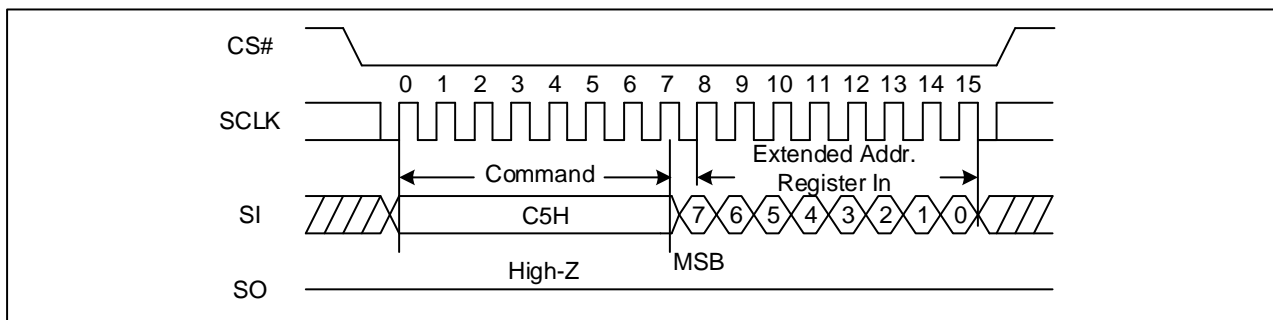 CS#
0 1 2 3 4 5 6 7 8 9 10 11 12 13 14 15
SCLK
Command
Extended Addr.
Register In
SI
C5H
7 6 5 4 3 2 1 0
High-Z
MSB
SO